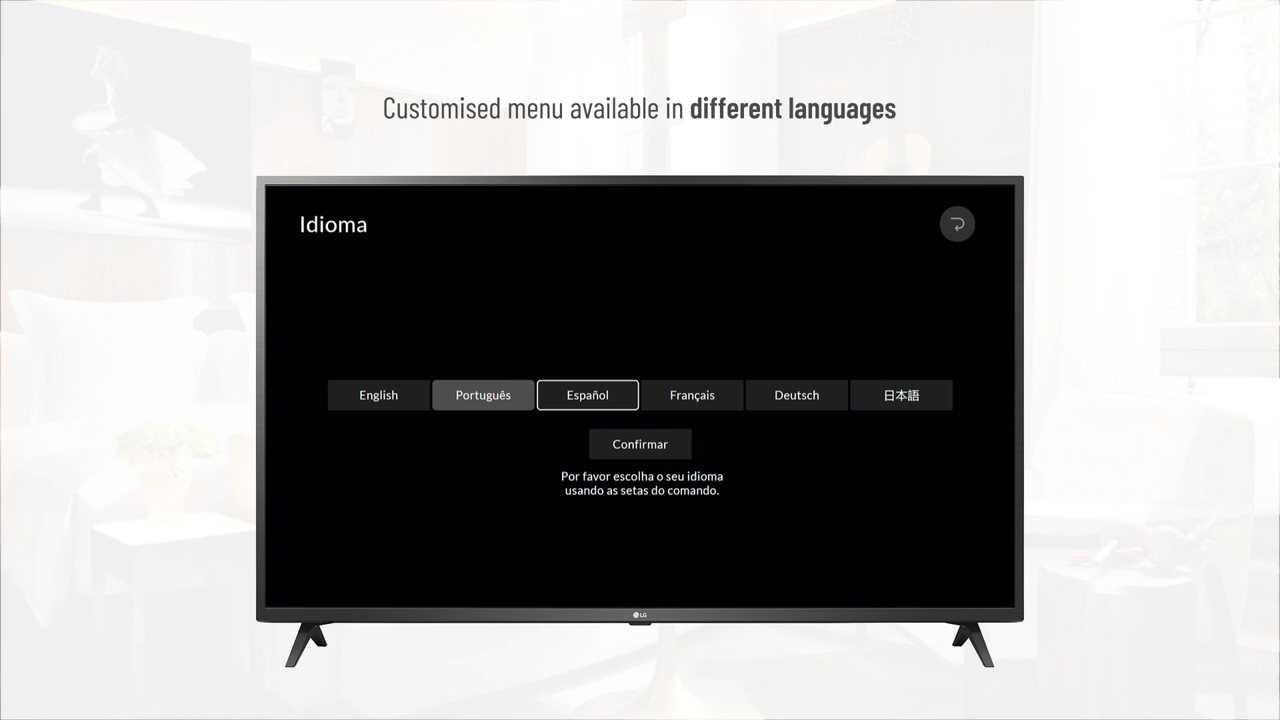 Customised menu available in different languages
Idioma
English
Português
Español
Français
Deutsch
日本語
Confirmar
Por favor escolha o seu idioma
usando as setas do comando.
LG